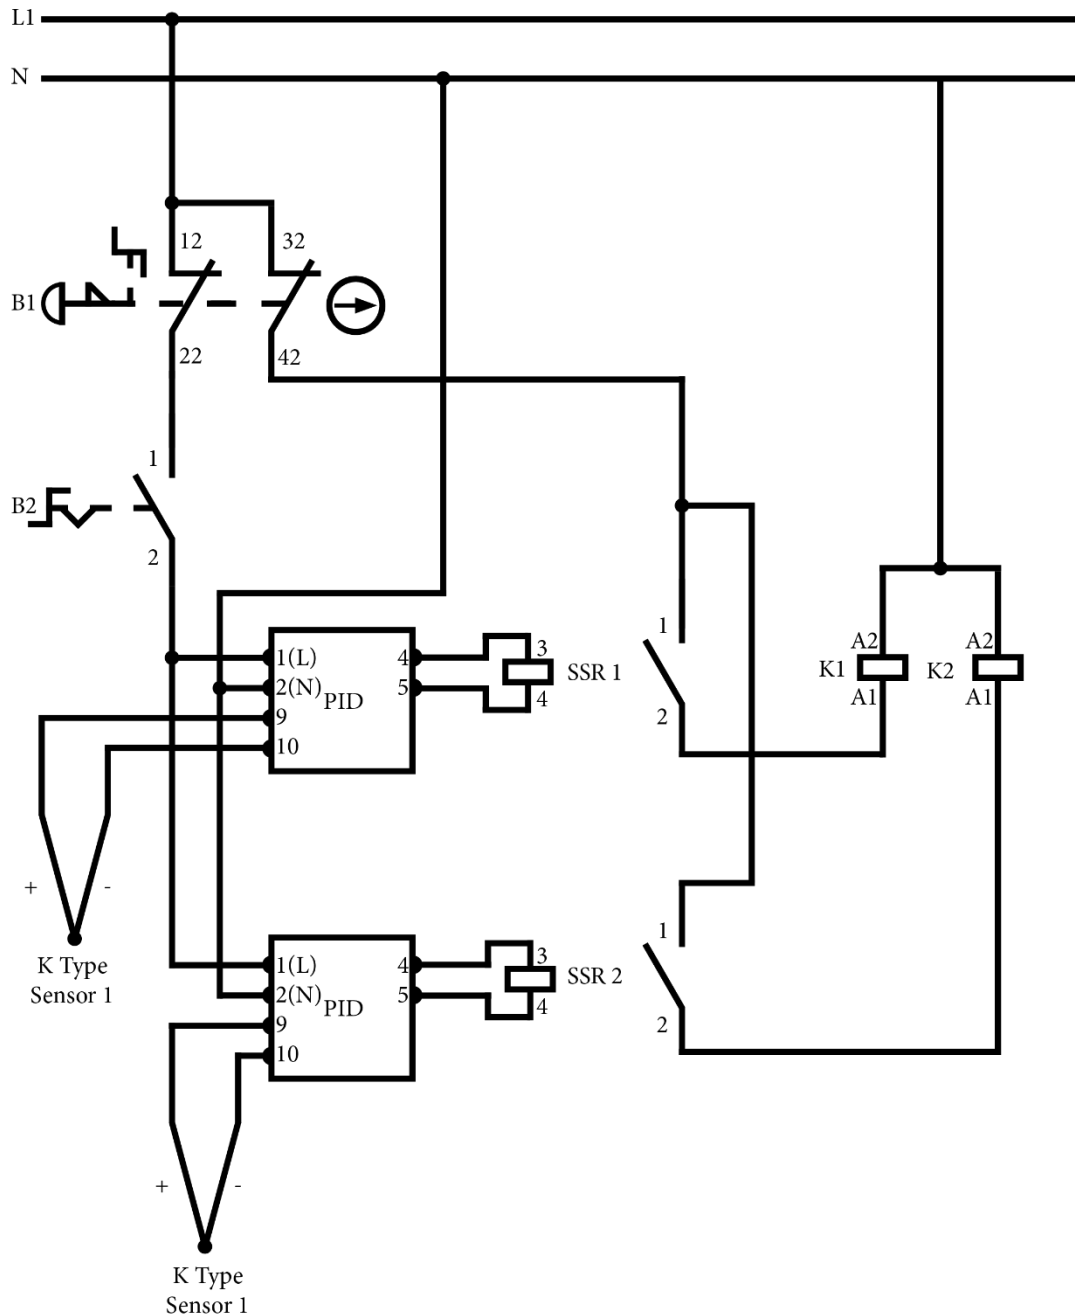 L1
N
12
32
B1
22
42
1
B2
2
1(L)
2(N)
PID
9
10
4
5
3
4
SSR 1
1
2
A2
K1
A1
A2
K2
A1
+
-
K Type
Sensor 1
1(L)
2(N)
PID
9
10
4
5
3
4
SSR 2
1
2
+
-
K Type
Sensor 1